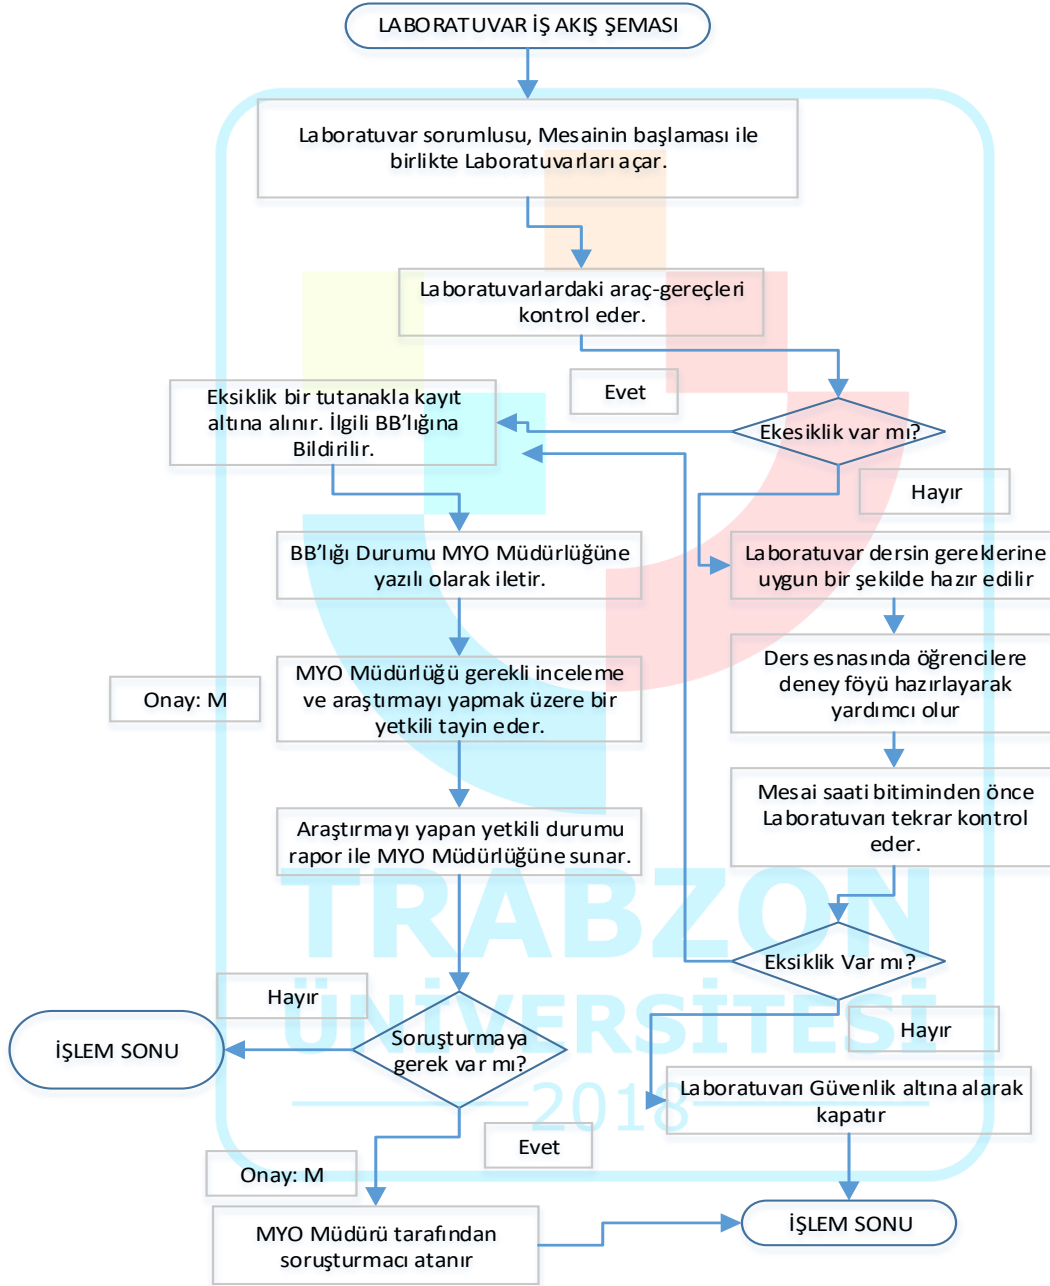 LABORATUVAR İŞ AKIŞ ŞEMASI
Laboratuvar sorumlusu, Mesainin başlaması ile
birlikte Laboratuvarları açar.
Laboratuvarlardaki araç-gereçleri
kontrol eder.
Evet
Ekesiklik var mı?
Eksiklik bir tutanakla kayıt
altına alınır. İlgili BB'lığına
Bildirilir.
Hayır
BB'lığı Durumu MYO Müdürlüğüne
yazılı olarak iletir.
Laboratuvar dersin gereklerine
uygun bir şekilde hazır edilir
MYO Müdürlüğü gerekli inceleme
ve araştırmayı yapmak üzere bir
yetkili tayin eder.
Onay: M
Ders esnasında öğrencilere
deney föyü hazırlayarak
yardımcı olur
Araştırmayı yapan yetkili durumu
rapor ile MYO Müdürlüğüne sunar.
Mesai saati bitiminden önce
Laboratuvarı tekrar kontrol
eder.
TRABZON
ÜNİVERSİTESİ
2018
Eksiklik Var mı?
Hayır
Hayır
Soruşturmaya
gerek var mı?
İŞLEM SONU
Laboratuvarı Güvenlik altına alarak
kapatır
Evet
Onay: M
MYO Müdürü tarafından
soruşturmacı atanır
İŞLEM SONU